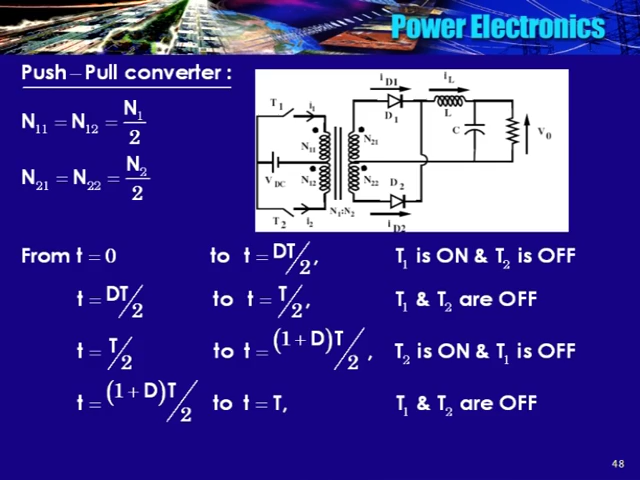 Power Electronics
Push – Pull converter :
N11 = N12 = N1/2
N21 = N22 = N2/2
iD1
iL
T1
i1
D1
L
N11
N21
C
V0
VDC
N12
N22
D2
T2
i2
N1:N2
iD2
From t = 0 to t = DT/2, T1 is ON & T2 is OFF
t = DT/2 to t = T/2, T1 & T2 are OFF
t = T/2 to t = (1 + D)T/2 , T2 is ON & T1 is OFF
t = (1 + D)T/2 to t = T, T1 & T2 are OFF
48